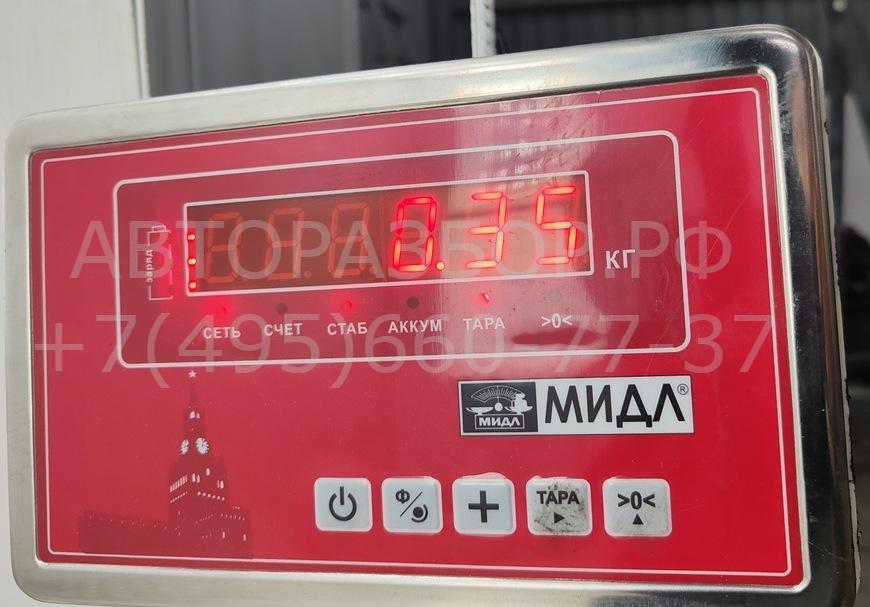 0.35
АВТОРАЗБОР.РФ
заряд
КГ
СЕТЬ СЧЕТ СТАБ АККУМ ТАРА >0<
+7(495)660-77-37
МИДЛ МИДЛ®
Ф ТАРА >0<